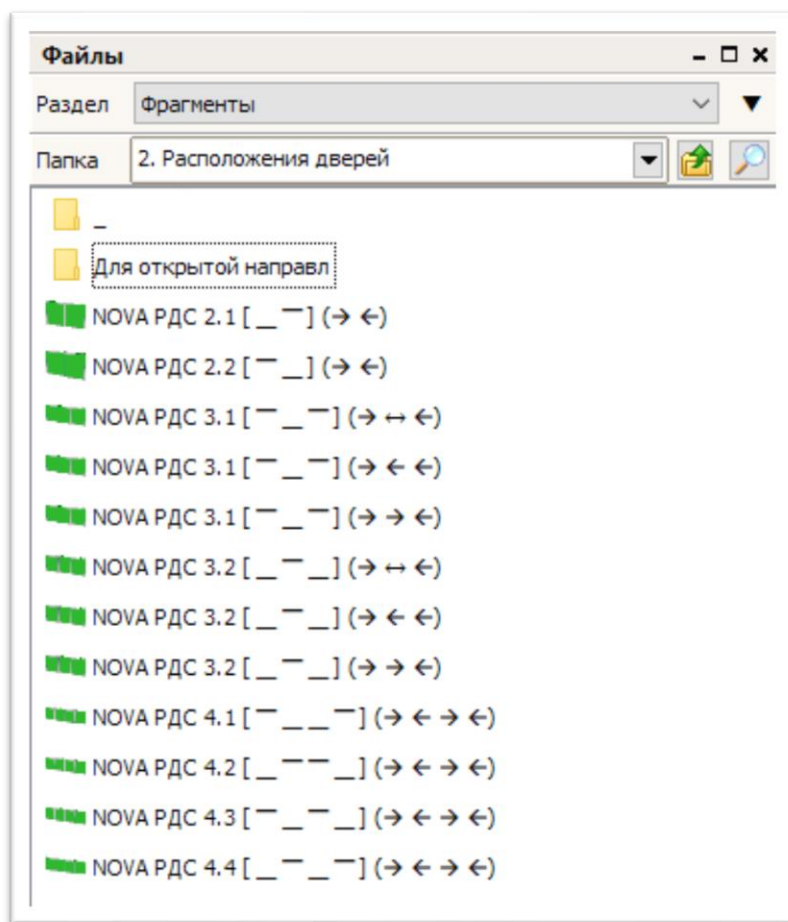 Файлы
Раздел Фрагменты
Папка 2. Расположения дверей
_
Для открытой направл
NOVA РДС 2.1 [ _ ¯ ] (→ ←)
NOVA РДС 2.2 [ ¯ _ ] (→ ←)
NOVA РДС 3.1 [ ¯ _ ¯ ] (→ ↔ ←)
NOVA РДС 3.1 [ ¯ _ ¯ ] (→ ← ←)
NOVA РДС 3.1 [ ¯ _ ¯ ] (→ → ←)
NOVA РДС 3.2 [ _ ¯ _ ] (→ ↔ ←)
NOVA РДС 3.2 [ _ ¯ _ ] (→ ← ←)
NOVA РДС 3.2 [ _ ¯ _ ] (→ → ←)
NOVA РДС 4.1 [ ¯ _ _ ¯ ] (→ ← → ←)
NOVA РДС 4.2 [ _ ¯ ¯ _ ] (→ ← → ←)
NOVA РДС 4.3 [ ¯ _ ¯ _ ] (→ ← → ←)
NOVA РДС 4.4 [ _ ¯ _ ¯ ] (→ ← → ←)